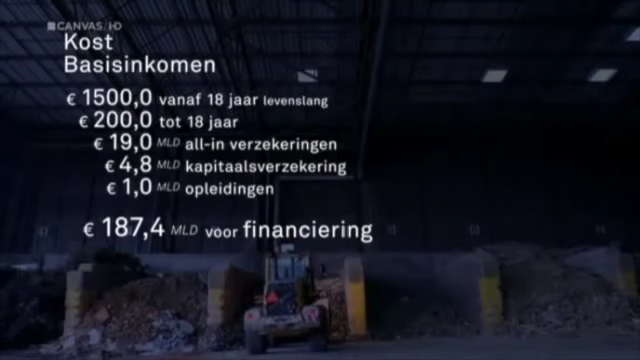 CANVAS/HD
Kost
Basisinkomen
€ 1500,0 vanaf 18 jaar levenslang
€ 200,0 tot 18 jaar
€ 19,0 MLD all-in verzekeringen
€ 4,8 MLD kapitaalsverzekering
€ 1,0 MLD opleidingen
€ 187,4 MLD voor financiering